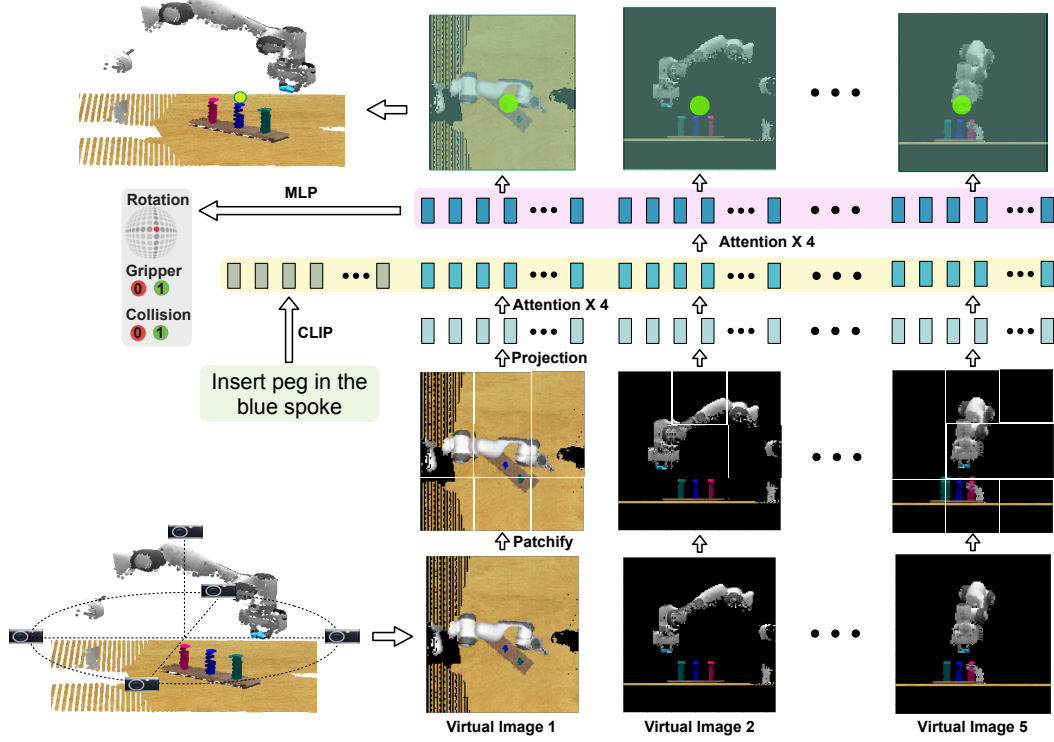 MLP
Rotation
Attention X 4
Gripper
0 1
Attention X 4
Collision
0 1
CLIP
Projection
Insert peg in the
blue spoke
Patchify
Virtual Image 1
Virtual Image 2
Virtual Image 5